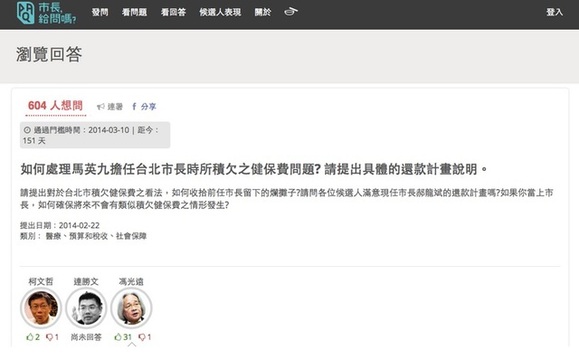 市長,
給問嗎?
發問 看問題 看回答 候選人表現 關於 登入
瀏覽回答
604 人想問 連署 分享
通過門檻時間：2014-03-10 | 距今：
151 天
如何處理馬英九擔任台北市長時所積欠之健保費問題? 請提出具體的還款計畫說明。
請提出對於台北市積欠健保費之看法，如何收拾前任市長留下的爛攤子?請問各位候選人滿意現任市長郝龍斌的還款計畫嗎?如果你當上市
長，如何確保將來不會有類似積欠健保費之情形發生?
提出日期：2014-02-22
類別： 醫療、預算和稅收、社會保障
柯文哲 連勝文 馮光遠
2 1 尚未回答 31 1